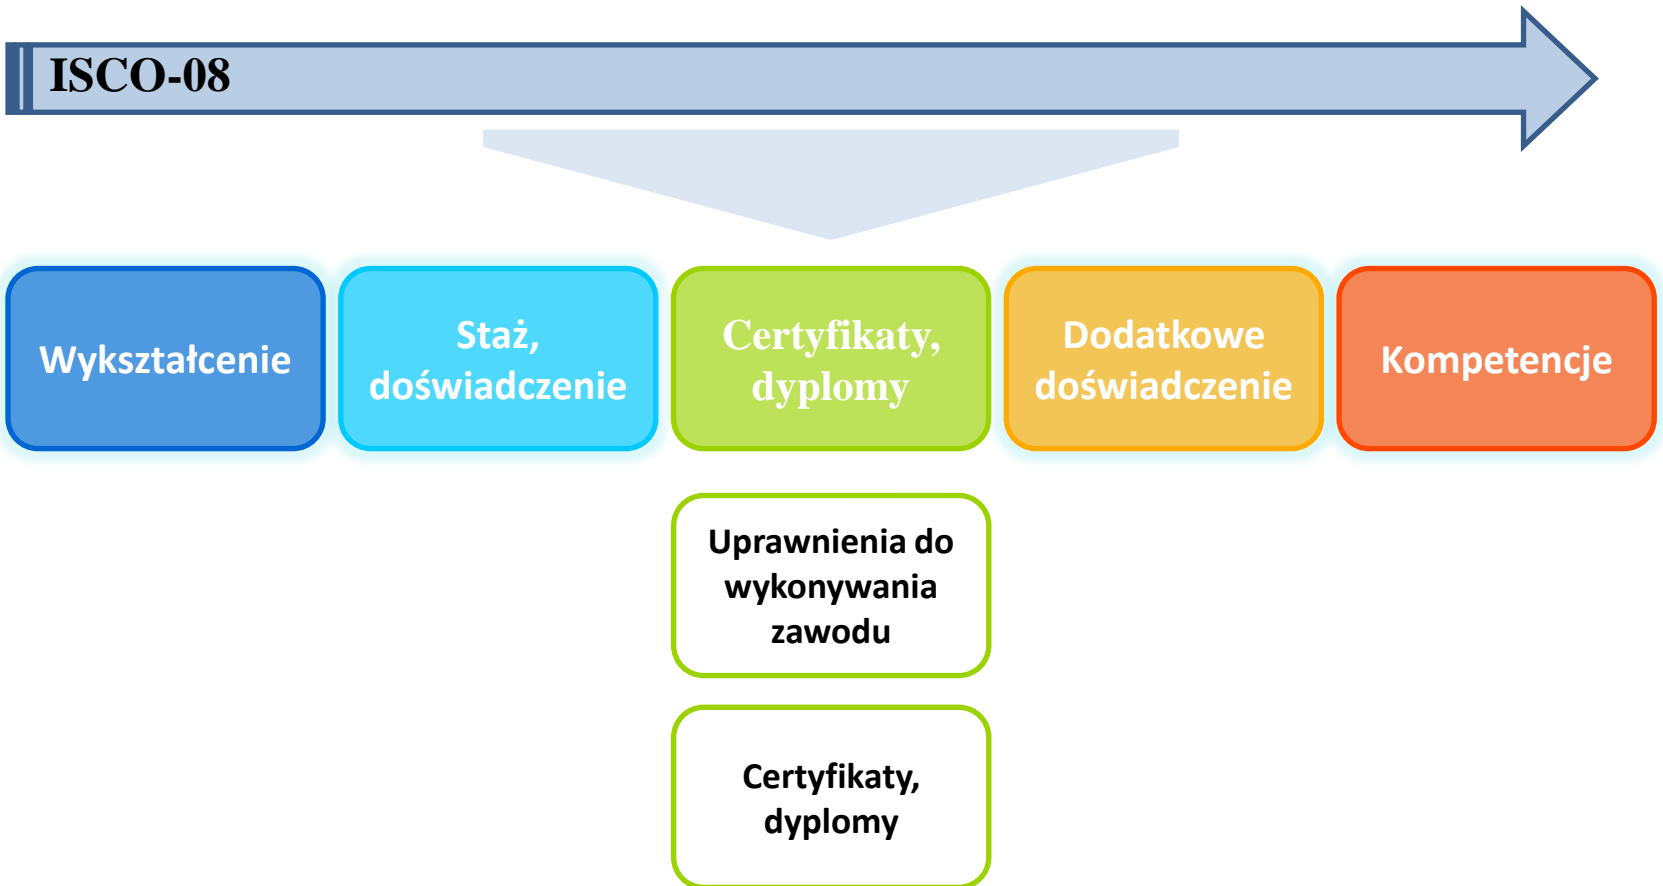 ISCO-08
Wykształcenie
Staż,
doświadczenie
Certyfikaty,
dyplomy
Dodatkowe
doświadczenie
Kompetencje
Uprawnienia do
wykonywania
zawodu
Certyfikaty,
dyplomy